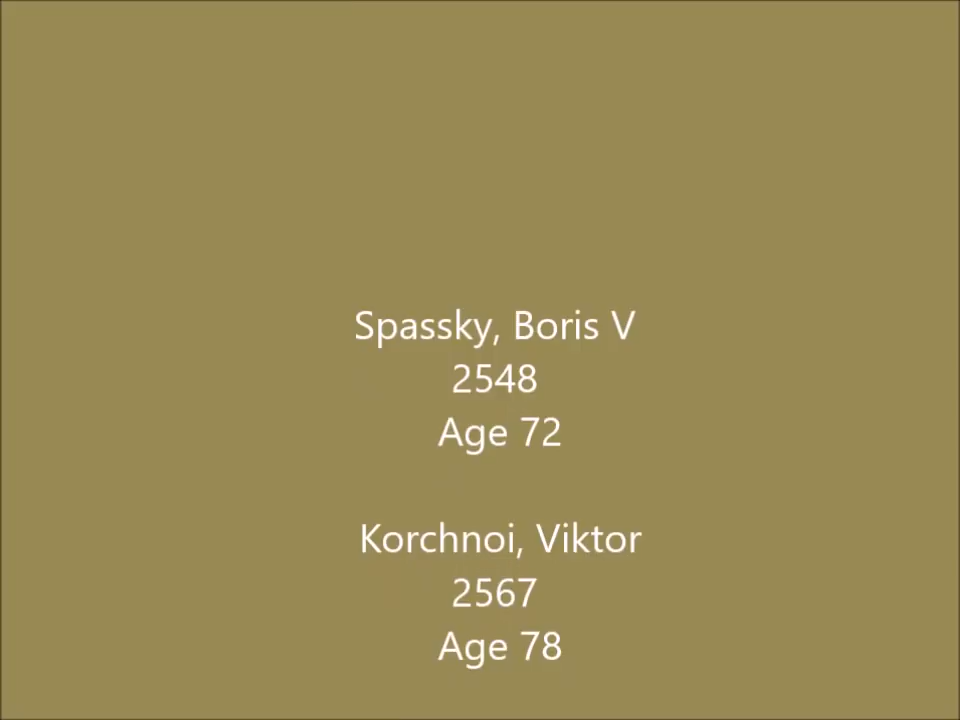 Spassky, Boris V
2548
Age 72
Korchnoi, Viktor
2567
Age 78